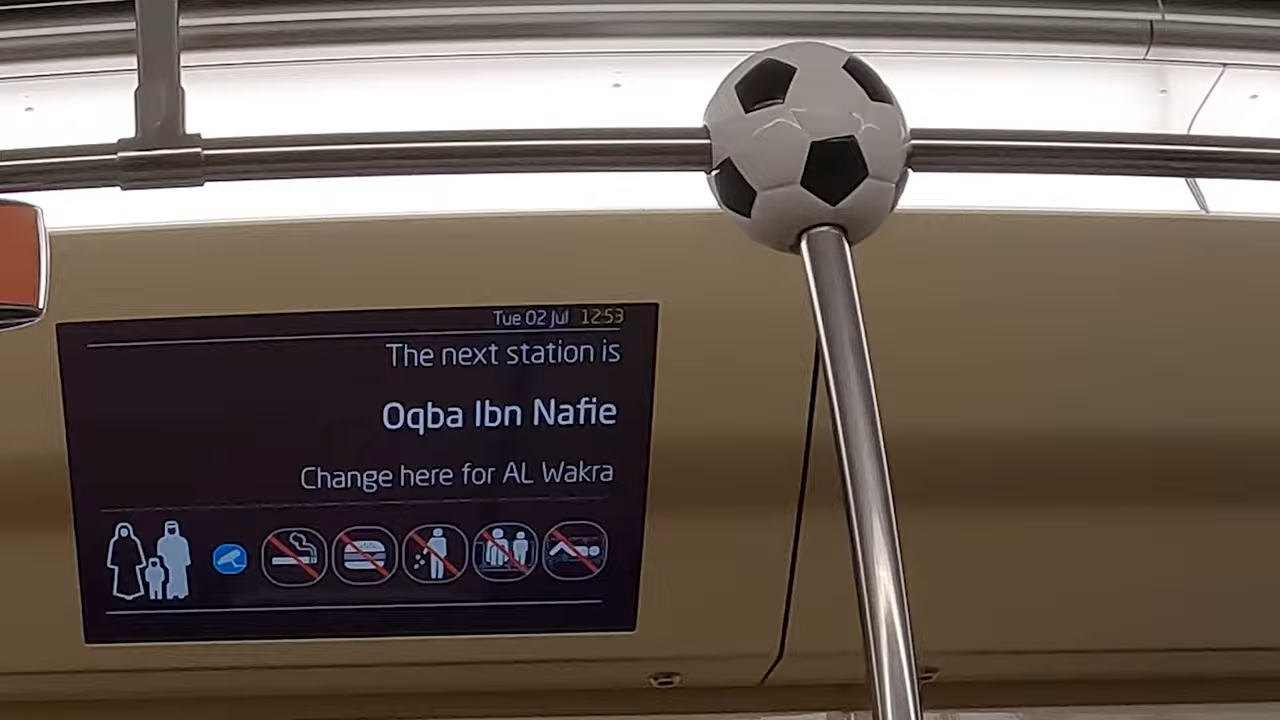 Tue 02 Jul 12:53
The next station is
Oqba Ibn Nafie
Change here for AL Wakra